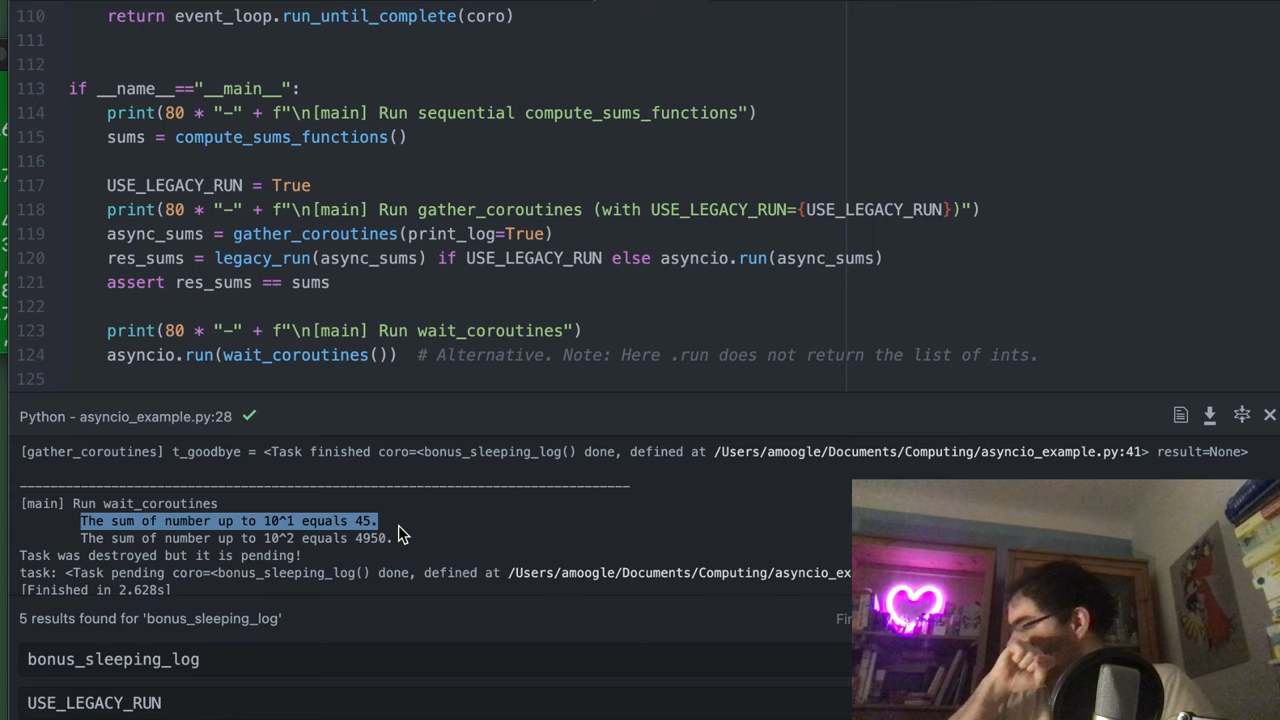 110 return event_loop.run_until_complete(coro)
111
112
113 if __name__=="__main__":
114 print(80 * "-" + f"\n[main] Run sequential compute_sums_functions")
115 sums = compute_sums_functions()
116
117 USE_LEGACY_RUN = True
118 print(80 * "-" + f"\n[main] Run gather_coroutines (with USE_LEGACY_RUN={USE_LEGACY_RUN})")
119 async_sums = gather_coroutines(print_log=True)
120 res_sums = legacy_run(async_sums) if USE_LEGACY_RUN else asyncio.run(async_sums)
121 assert res_sums == sums
122
123 print(80 * "-" + f"\n[main] Run wait_coroutines")
124 asyncio.run(wait_coroutines()) # Alternative. Note: Here .run does not return the list of ints.
125
Python - asyncio_example.py:28
[gather_coroutines] t_goodbye = <Task finished coro=<bonus_sleeping_log() done, defined at /Users/amoogle/Documents/Computing/asyncio_example.py:41> result=None>
--------------------------------------------------------------------------------
[main] Run wait_coroutines
The sum of number up to 10^1 equals 45.
The sum of number up to 10^2 equals 4950.
Task was destroyed but it is pending!
task: <Task pending coro=<bonus_sleeping_log() done, defined at /Users/amoogle/Documents/Computing/asyncio_ex
[Finished in 2.628s]
5 results found for 'bonus_sleeping_log'
bonus_sleeping_log
USE_LEGACY_RUN